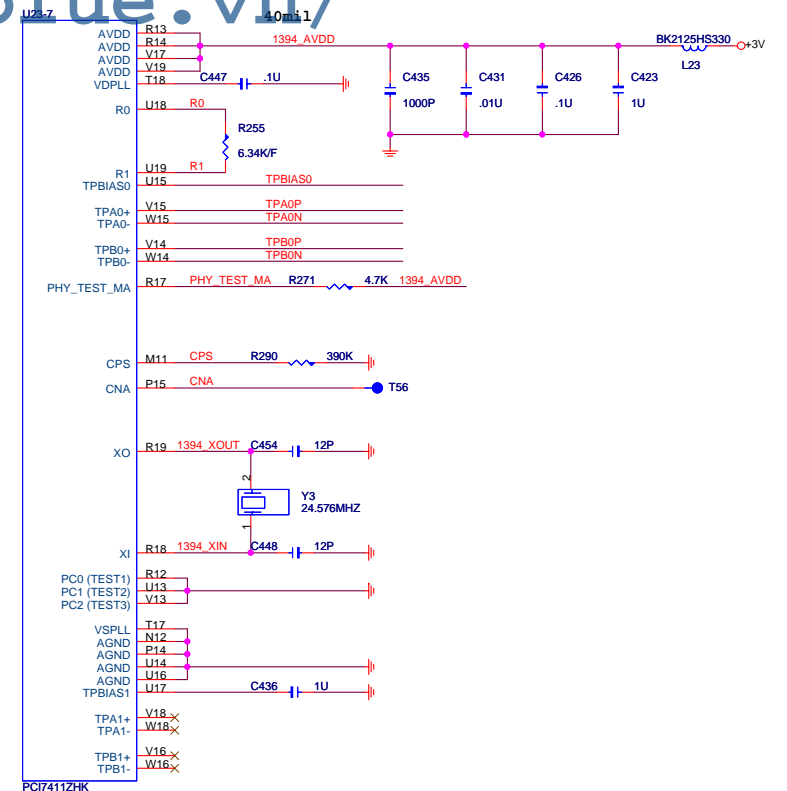 lue.vn/
U23-7
40mil
AVDD R13
AVDD R14 1394_AVDD BK2125HS330 +3V
AVDD V17
AVDD V19 L23
VDPLL T18 C447 .1U C435 C431 C426 C423
1000P .01U .1U 1U
R0 U18 R0
R255
6.34K/F
R1 U19 R1
TPBIAS0 U15 TPBIAS0
TPA0+ V15 TPA0P
TPA0- W15 TPA0N
TPB0+ V14 TPB0P
TPB0- W14 TPB0N
PHY_TEST_MA R17 PHY_TEST_MA R271 4.7K 1394_AVDD
CPS M11 CPS R290 390K
CNA P15 CNA T56
XO R19 1394_XOUT C454 12P
2
Y3
24.576MHZ
1
XI R18 1394_XIN C448 12P
PC0 (TEST1) R12
PC1 (TEST2) U13
PC2 (TEST3) V13
VSPLL T17
AGND N12
AGND P14
AGND U14
AGND U16
TPBIAS1 U17 C436 1U
TPA1+ V18
TPA1- W18
TPB1+ V16
TPB1- W16
PCI7411ZHK